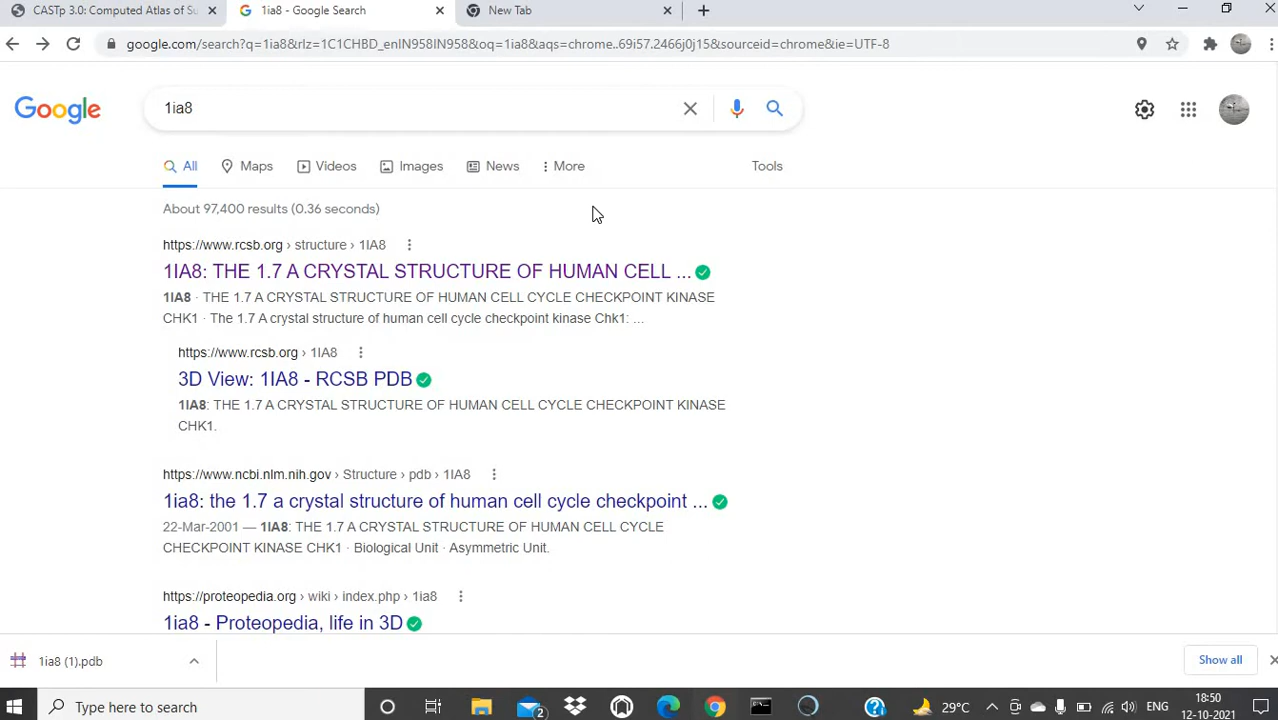 CASTp 3.0: Computed Atlas of Su
1ia8 - Google Search
New Tab
google.com/search?q=1ia8&rlz=1C1CHBD_enIN958IN958&oq=1ia8&aqs=chrome..69i57.2466j0j15&sourceid=chrome&ie=UTF-8
Google
1ia8
All
Maps
Videos
Images
News
More
Tools
About 97,400 results (0.36 seconds)
https://www.rcsb.org › structure › 1IA8
1IA8: THE 1.7 A CRYSTAL STRUCTURE OF HUMAN CELL ...
1IA8 · THE 1.7 A CRYSTAL STRUCTURE OF HUMAN CELL CYCLE CHECKPOINT KINASE
CHK1 · The 1.7 A crystal structure of human cell cycle checkpoint kinase Chk1: ...
https://www.rcsb.org › 1IA8
3D View: 1IA8 - RCSB PDB
1IA8: THE 1.7 A CRYSTAL STRUCTURE OF HUMAN CELL CYCLE CHECKPOINT KINASE
CHK1.
https://www.ncbi.nlm.nih.gov › Structure › pdb › 1IA8
1ia8: the 1.7 a crystal structure of human cell cycle checkpoint ...
22-Mar-2001 — 1IA8: THE 1.7 A CRYSTAL STRUCTURE OF HUMAN CELL CYCLE
CHECKPOINT KINASE CHK1 · Biological Unit · Asymmetric Unit.
https://proteopedia.org › wiki › index.php › 1ia8
1ia8 - Proteopedia, life in 3D
1ia8 (1).pdb
Show all
Type here to search
2
29°C
ENG
18:50
12-10-2021